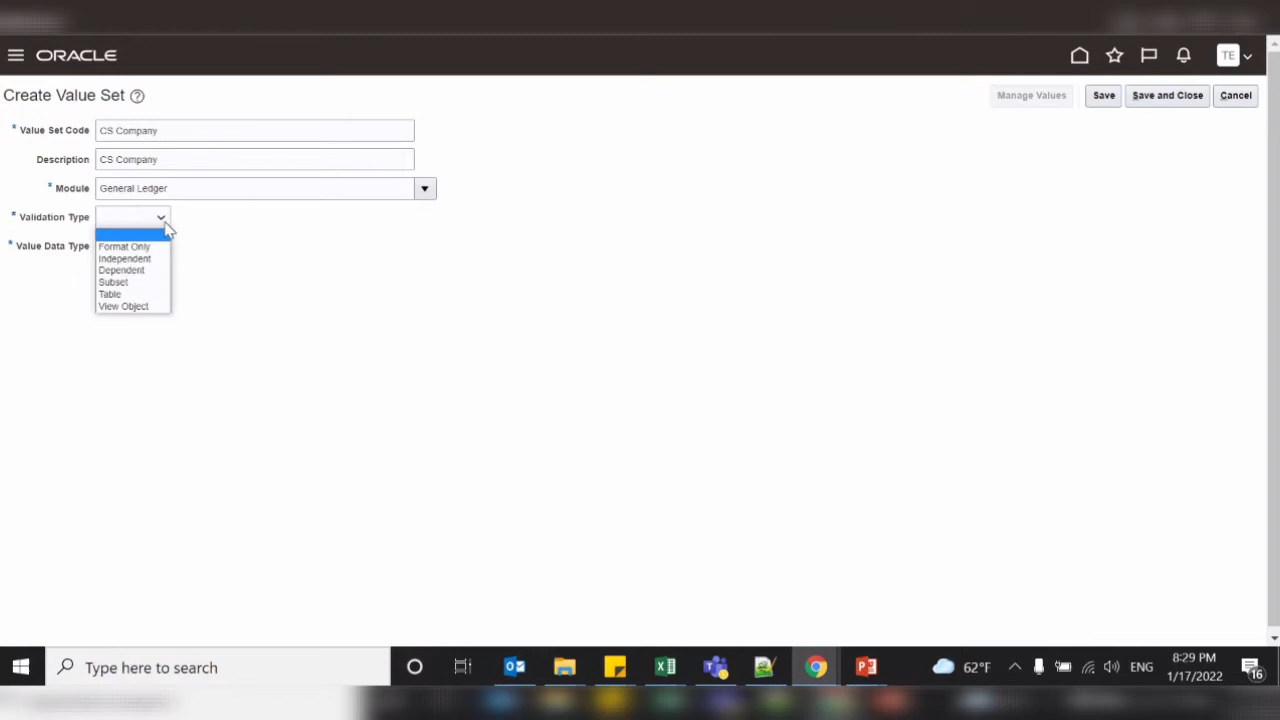 ORACLE
TE
Create Value Set
Manage Values
Save
Save and Close
Cancel
* Value Set Code
CS Company
Description
CS Company
* Module
General Ledger
* Validation Type
* Value Data Type
Format Only
Independent
Dependent
Subset
Table
View Object
Type here to search
62°F
ENG
8:29 PM
1/17/2022
16